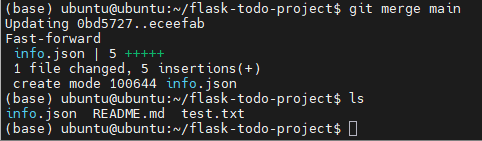 (base) ubuntu@ubuntu:~/flask-todo-project$ git merge main
Updating 0bd5727..eceefab
Fast-forward
 info.json | 5 +++++
 1 file changed, 5 insertions(+)
 create mode 100644 info.json
(base) ubuntu@ubuntu:~/flask-todo-project$ ls
info.json  README.md  test.txt
(base) ubuntu@ubuntu:~/flask-todo-project$